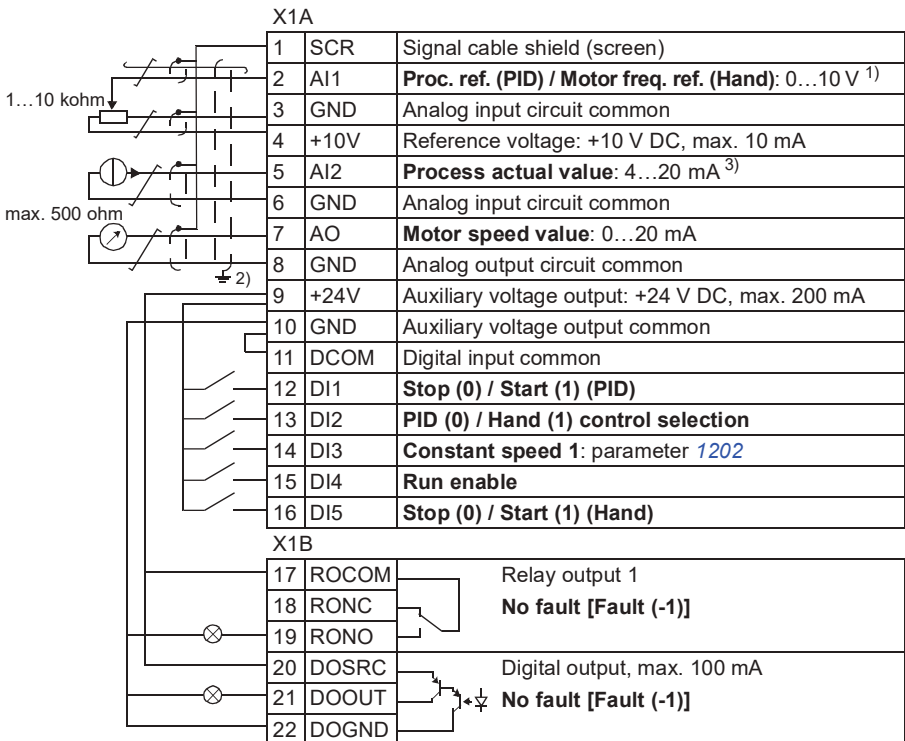 X1A
1 SCR Signal cable shield (screen)
2 AI1 Proc. ref. (PID) / Motor freq. ref. (Hand): 0…10 V 1)
1…10 kohm
3 GND Analog input circuit common
4 +10V Reference voltage: +10 V DC, max. 10 mA
5 AI2 Process actual value: 4…20 mA 3)
6 GND Analog input circuit common
max. 500 ohm
7 AO Motor speed value: 0…20 mA
8 GND Analog output circuit common
2)
9 +24V Auxiliary voltage output: +24 V DC, max. 200 mA
10 GND Auxiliary voltage output common
11 DCOM Digital input common
12 DI1 Stop (0) / Start (1) (PID)
13 DI2 PID (0) / Hand (1) control selection
14 DI3 Constant speed 1: parameter 1202
15 DI4 Run enable
16 DI5 Stop (0) / Start (1) (Hand)
X1B
17 ROCOM Relay output 1
18 RONC No fault [Fault (-1)]
19 RONO
20 DOSRC Digital output, max. 100 mA
21 DOOUT No fault [Fault (-1)]
22 DOGND